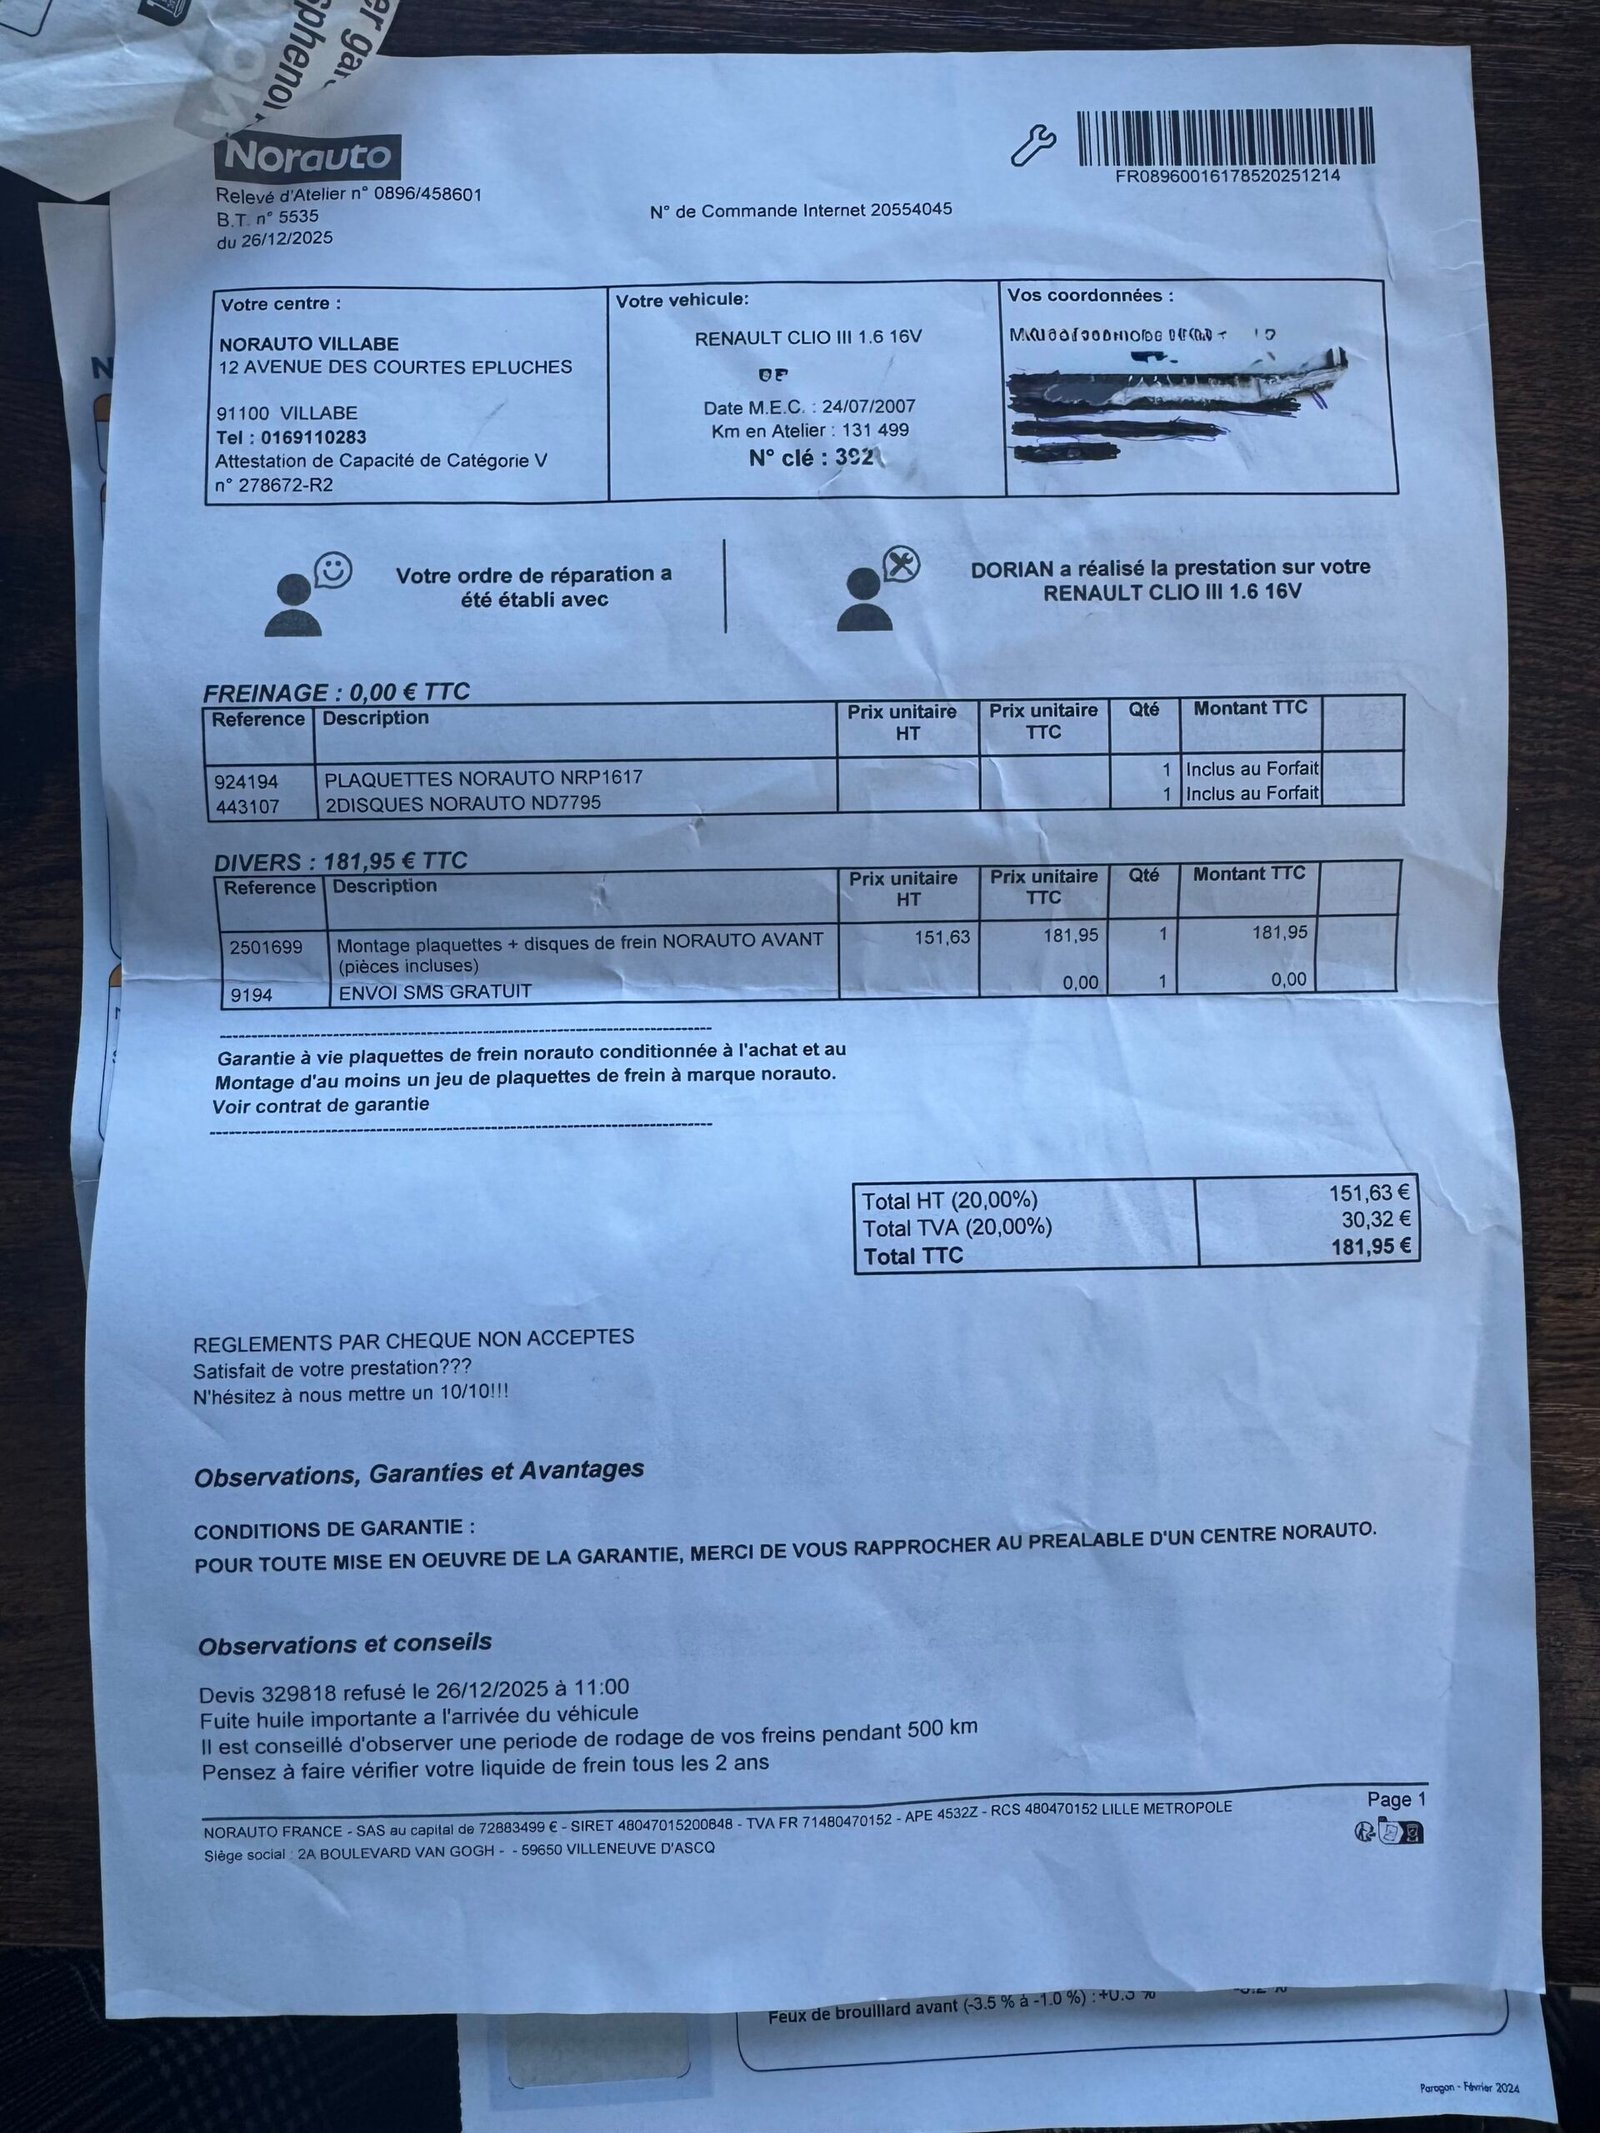 er gar
sphenol
Norauto
Relevé d'Atelier n° 0896/458601
B.T. n° 5535
du 26/12/2025
N° de Commande Internet 20554045
FR08960016178520251214
Votre centre :
NORAUTO VILLABE
12 AVENUE DES COURTES EPLUCHES
91100 VILLABE
Tel : 0169110283
Attestation de Capacité de Catégorie V
n° 278672-R2
Votre vehicule:
RENAULT CLIO III 1.6 16V
Date M.E.C. : 24/07/2007
Km en Atelier : 131 499
N° clé : 392
Vos coordonnées :
Votre ordre de réparation a
été établi avec
DORIAN a réalisé la prestation sur votre
RENAULT CLIO III 1.6 16V
FREINAGE : 0,00 € TTC
Reference Description Prix unitaire HT Prix unitaire TTC Qté Montant TTC
924194 PLAQUETTES NORAUTO NRP1617 1 Inclus au Forfait
443107 2DISQUES NORAUTO ND7795 1 Inclus au Forfait
DIVERS : 181,95 € TTC
Reference Description Prix unitaire HT Prix unitaire TTC Qté Montant TTC
2501699 Montage plaquettes + disques de frein NORAUTO AVANT 151,63 181,95 1 181,95
(pièces incluses)
9194 ENVOI SMS GRATUIT 0,00 1 0,00
Garantie à vie plaquettes de frein norauto conditionnée à l'achat et au
Montage d'au moins un jeu de plaquettes de frein à marque norauto.
Voir contrat de garantie
Total HT (20,00%) 151,63 €
Total TVA (20,00%) 30,32 €
Total TTC 181,95 €
REGLEMENTS PAR CHEQUE NON ACCEPTES
Satisfait de votre prestation???
N'hésitez à nous mettre un 10/10!!!
Observations, Garanties et Avantages
CONDITIONS DE GARANTIE :
POUR TOUTE MISE EN OEUVRE DE LA GARANTIE, MERCI DE VOUS RAPPROCHER AU PREALABLE D'UN CENTRE NORAUTO.
Observations et conseils
Devis 329818 refusé le 26/12/2025 à 11:00
Fuite huile importante a l'arrivée du véhicule
Il est conseillé d'observer une periode de rodage de vos freins pendant 500 km
Pensez à faire vérifier votre liquide de frein tous les 2 ans
Page 1
NORAUTO FRANCE - SAS au capital de 72883499 € - SIRET 48047015200848 - TVA FR 71480470152 - APE 4532Z - RCS 480470152 LILLE METROPOLE
Siège social : 2A BOULEVARD VAN GOGH - - 59650 VILLENEUVE D'ASCQ
Feux de brouillard avant (-3.5 % à -1.0 %) : +0.3 %
Paragon - Février 2024